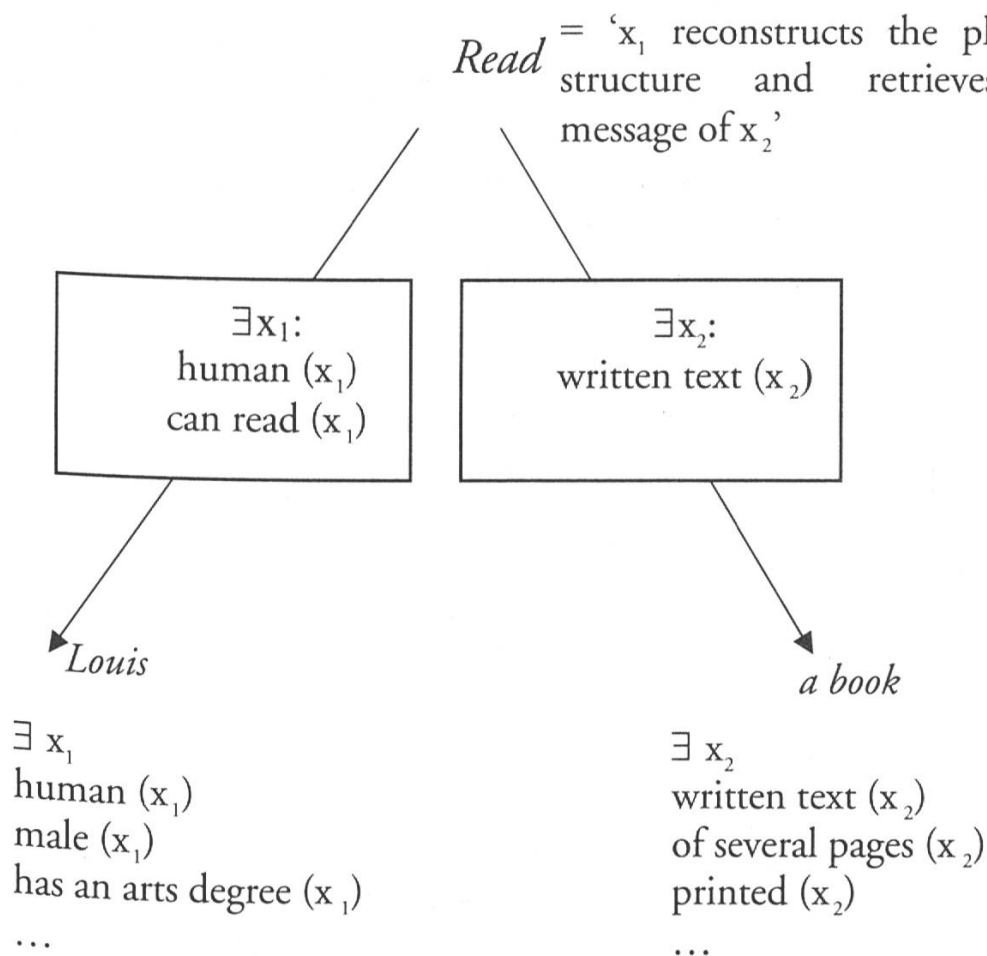 Read = ‘x₁ reconstructs the
structure and retrieves
message of x₂’
∃x₁:
human (x₁)
can read (x₁)
∃x₂:
written text (x₂)
Louis
∃ x₁
human (x₁)
male (x₁)
has an arts degree (x₁)
...
a book
∃ x₂
written text (x₂)
of several pages (x₂)
printed (x₂)
...